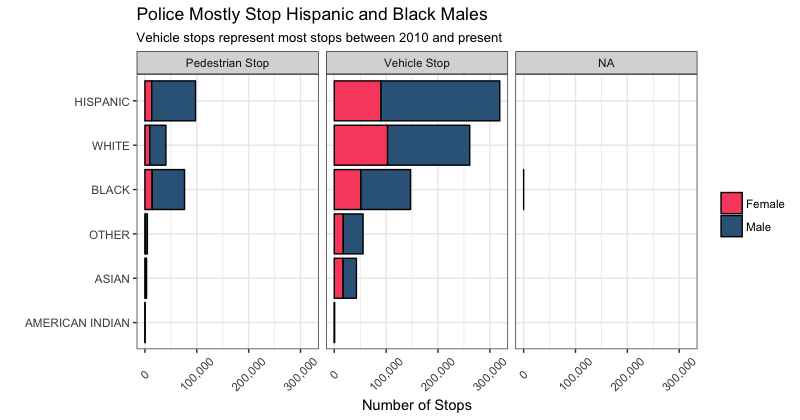 Police Mostly Stop Hispanic and Black Males
Vehicle stops represent most stops between 2010 and present
Pedestrian Stop
Vehicle Stop
NA
HISPANIC
WHITE
BLACK
OTHER
ASIAN
AMERICAN INDIAN
Female
Male
0
100,000
200,000
300,000
0
100,000
200,000
300,000
0
100,000
200,000
300,000
Number of Stops